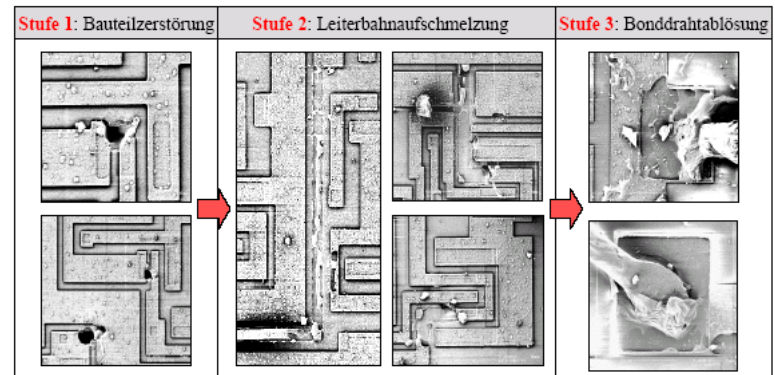 Stufe 1: Bauteilzerstörung
Stufe 2: Leiterbahnaufschmelzung
Stufe 3: Bonddrahtablösung